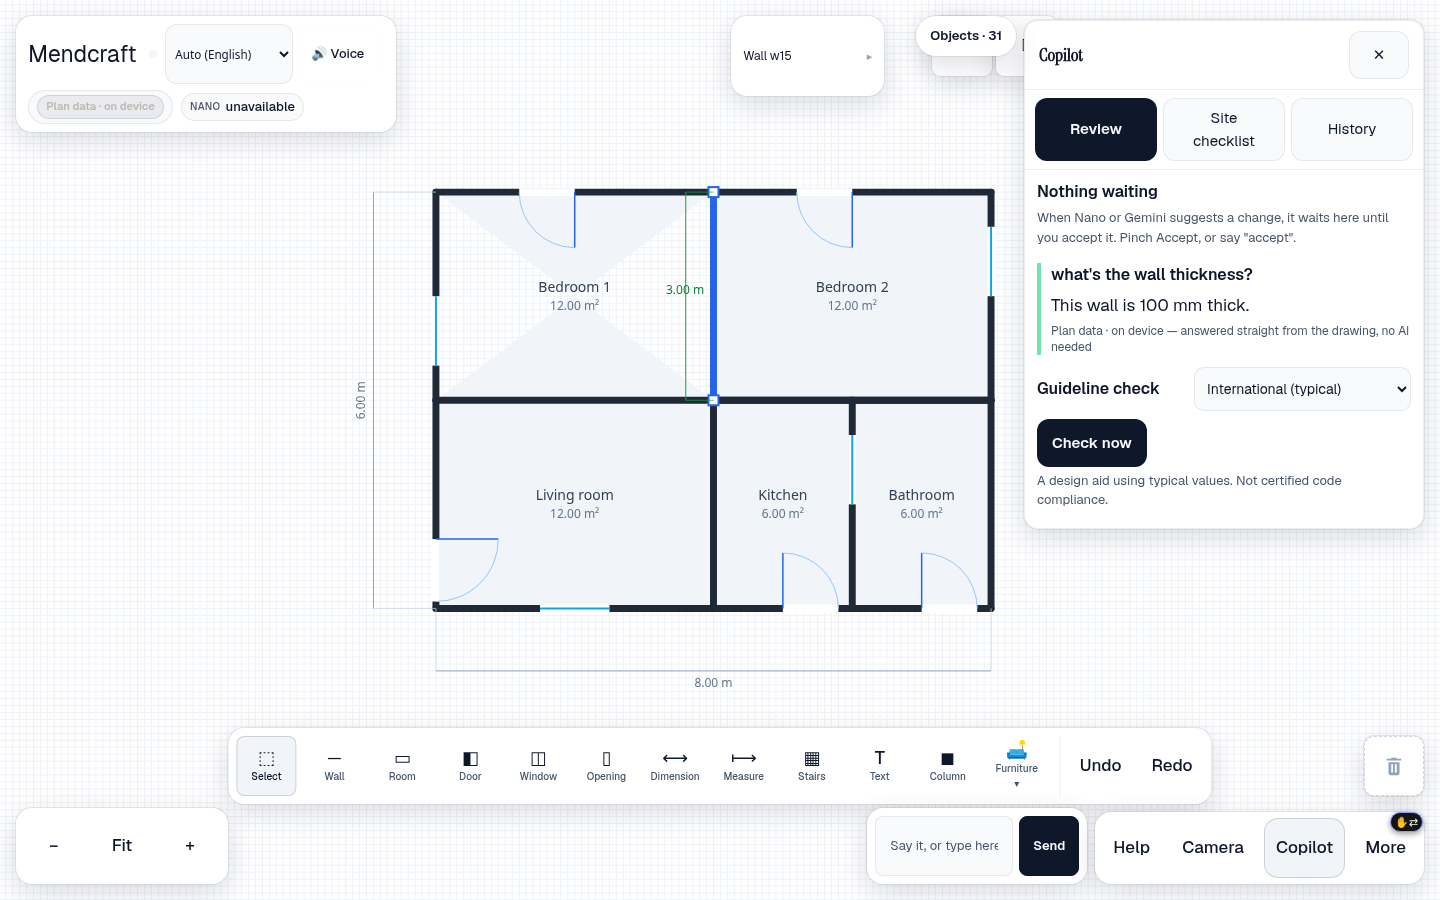 Mendcraft
Auto (English)
🔊 Voice
Plan data · on device
NANO unavailable
Wall w15
Objects · 31
Copilot
✕
Review
Site
checklist
History
Nothing waiting
When Nano or Gemini suggests a change, it waits here until
you accept it. Pinch Accept, or say "accept".
what's the wall thickness?
This wall is 100 mm thick.
Plan data · on device — answered straight from the drawing, no AI
needed
Guideline check
International (typical)
Check now
A design aid using typical values. Not certified code
compliance.
3.00 m
Bedroom 1
12.00 m²
Bedroom 2
12.00 m²
6.00 m
Living room
12.00 m²
Kitchen
6.00 m²
Bathroom
6.00 m²
8.00 m
Select
Wall
Room
Door
Window
Opening
Dimension
Measure
Stairs
T
Text
Column
Furniture
Undo
Redo
−
Fit
+
Say it, or type here
Send
Help
Camera
Copilot
More